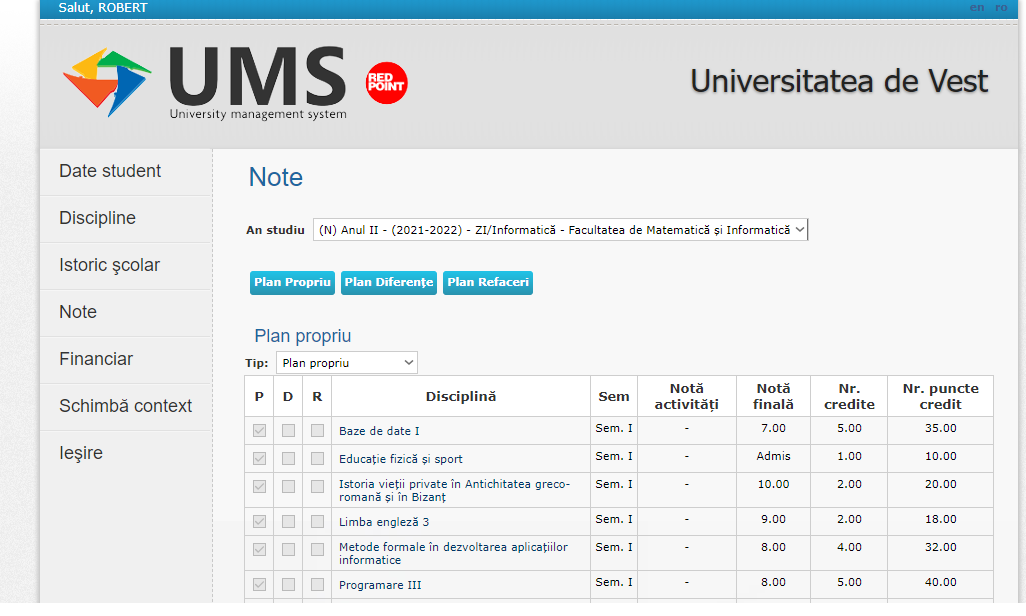 Salut, ROBERT
en ro
UMS
University management system
RED
POINT
Universitatea de Vest
Date student
Discipline
Istoric şcolar
Note
Financiar
Schimbă context
Ieşire
Note
An studiu (N) Anul II - (2021-2022) - ZI/Informatică - Facultatea de Matematică și Informatică
Plan Propriu Plan Diferențe Plan Refaceri
Plan propriu
Tip: Plan propriu
P D R Disciplină Sem Notă activități Notă finală Nr. credite Nr. puncte credit
Baze de date I Sem. I - 7.00 5.00 35.00
Educație fizică și sport Sem. I - Admis 1.00 10.00
Istoria vieții private în Antichitatea greco-
romană și în Bizanț Sem. I - 10.00 2.00 20.00
Limba engleză 3 Sem. I - 9.00 2.00 18.00
Metode formale în dezvoltarea aplicațiilor
informatice Sem. I - 8.00 4.00 32.00
Programare III Sem. I - 8.00 5.00 40.00